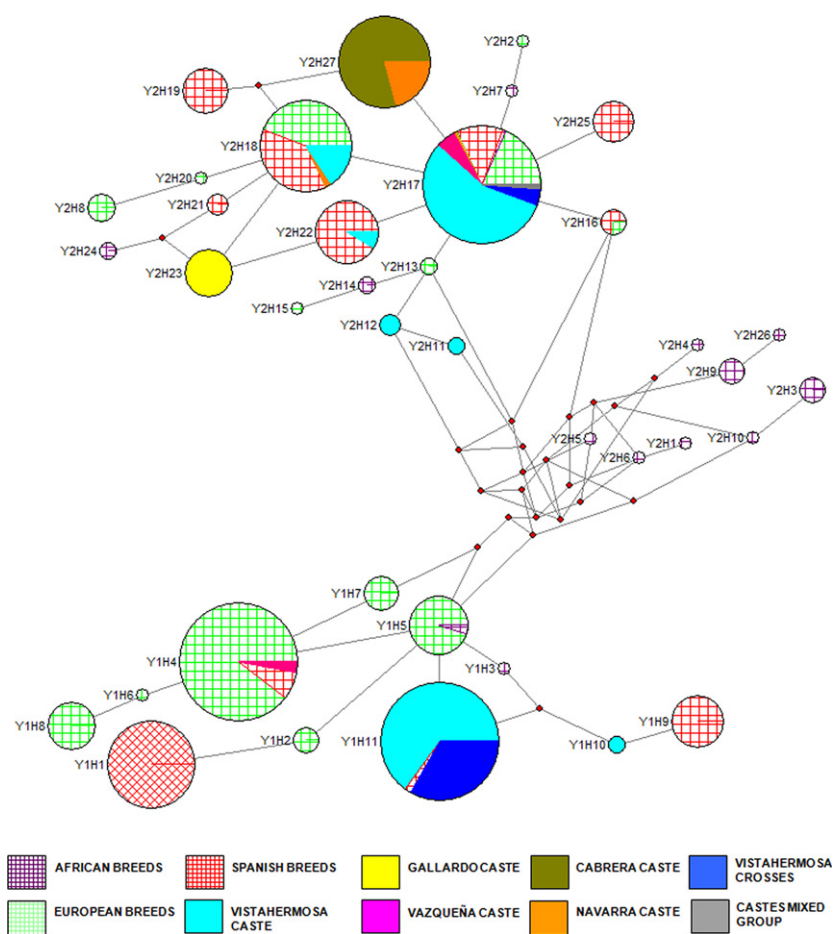 Y2H2
Y2H27
Y2H19
Y2H7
Y2H25
Y2H18
Y2H17
Y2H20
Y2H8
Y2H21
Y2H22
Y2H16
Y2H24
Y2H23
Y2H13
Y2H14
Y2H15
Y2H12
Y2H11
Y2H4
Y2H26
Y2H9
Y2H3
Y2H5
Y2H1
Y2H10
Y2H6
Y1H7
Y1H5
Y1H4
Y1H3
Y1H6
Y1H8
Y1H9
Y1H2
Y1H11
Y1H10
Y1H1
AFRICAN BREEDS
SPANISH BREEDS
GALLARDO CASTE
CABRERA CASTE
VISTAHERMOSA
CROSSES
EUROPEAN BREEDS
VISTAHERMOSA
CASTE
VAZQUEÑA CASTE
NAVARRA CASTE
CASTES MIXED
GROUP